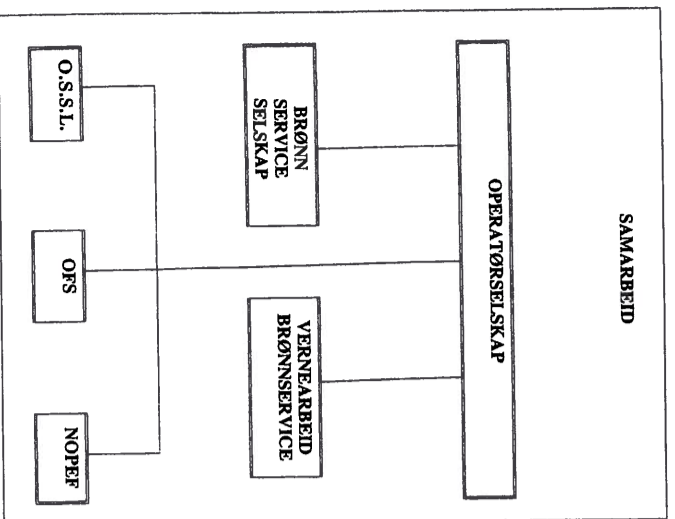 SAMARBEID
OPERATØRSELSKAP
BRØNN
SERVICE
SELSKAP
VERNEARBEID
BRØNNSERVICE
O.S.S.L.
OFS
NOPEF